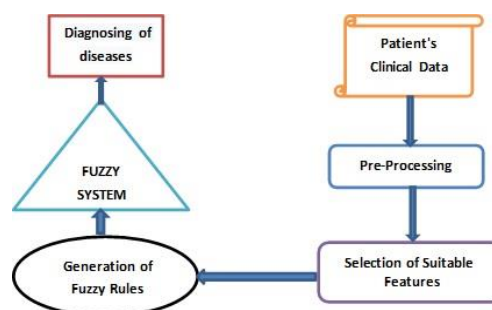 Diagnosing of
diseases
Patient's
Clinical Data
Pre-Processing
FUZZY
SYSTEM
Generation of
Fuzzy Rules
Selection of Suitable
Features